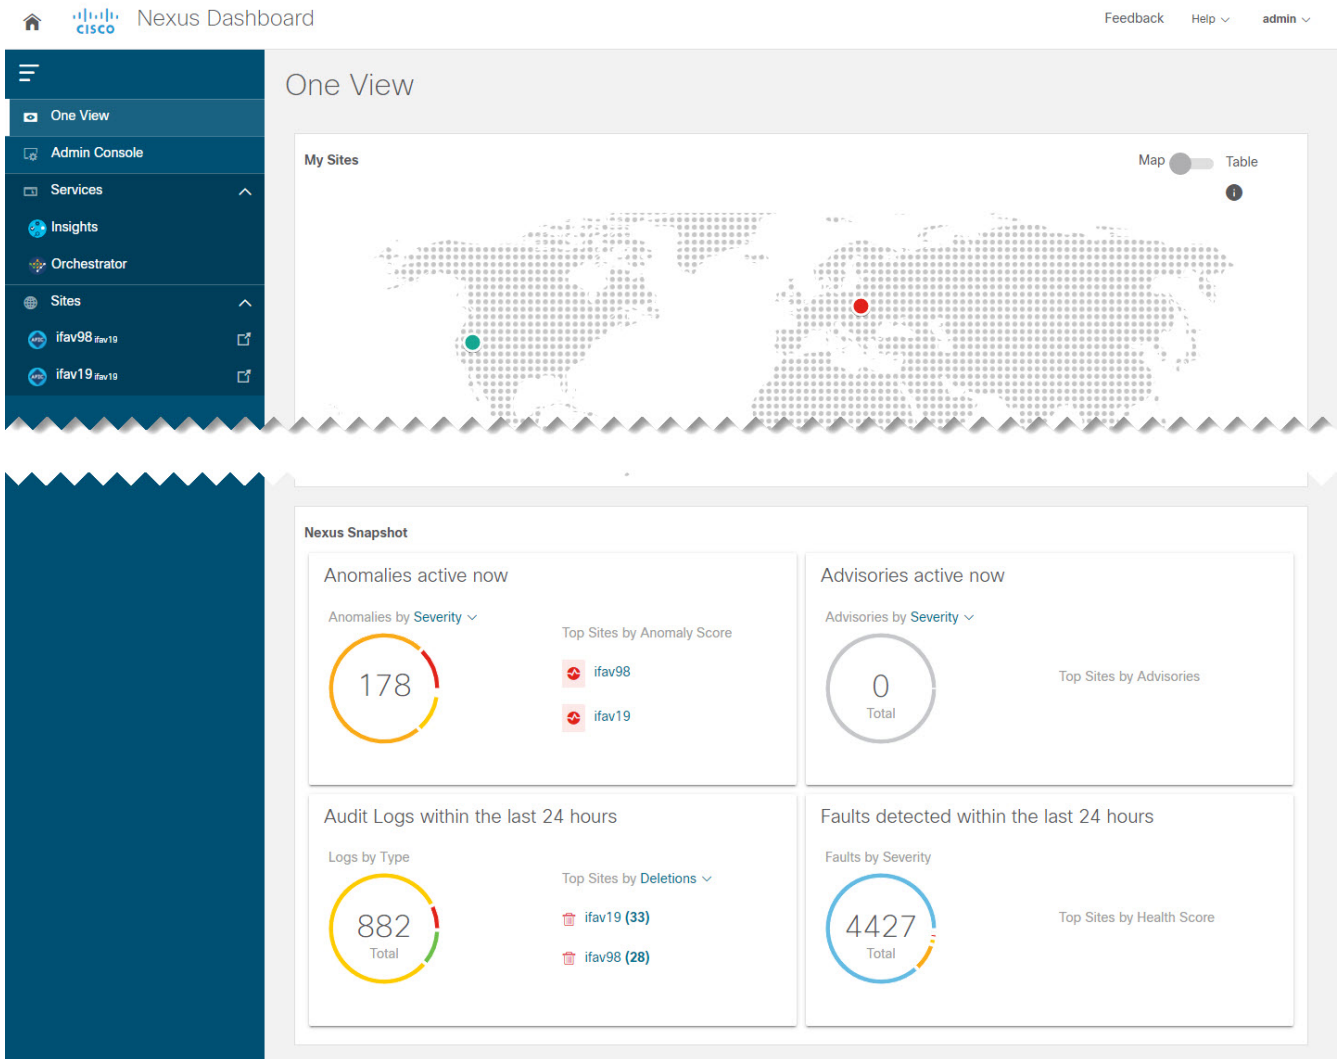 CISCO Nexus Dashboard Feedback Help admin
One View
One View
Admin Console
Services
Insights
Orchestrator
Sites
ifav98 ifav19
ifav19 ifav19
My Sites Map Table
Nexus Snapshot
Anomalies active now
Anomalies by Severity
178
Top Sites by Anomaly Score
ifav98
ifav19
Advisories active now
Advisories by Severity
0
Total
Top Sites by Advisories
Audit Logs within the last 24 hours
Logs by Type
882
Total
Top Sites by Deletions
ifav19 (33)
ifav98 (28)
Faults detected within the last 24 hours
Faults by Severity
4427
Total
Top Sites by Health Score